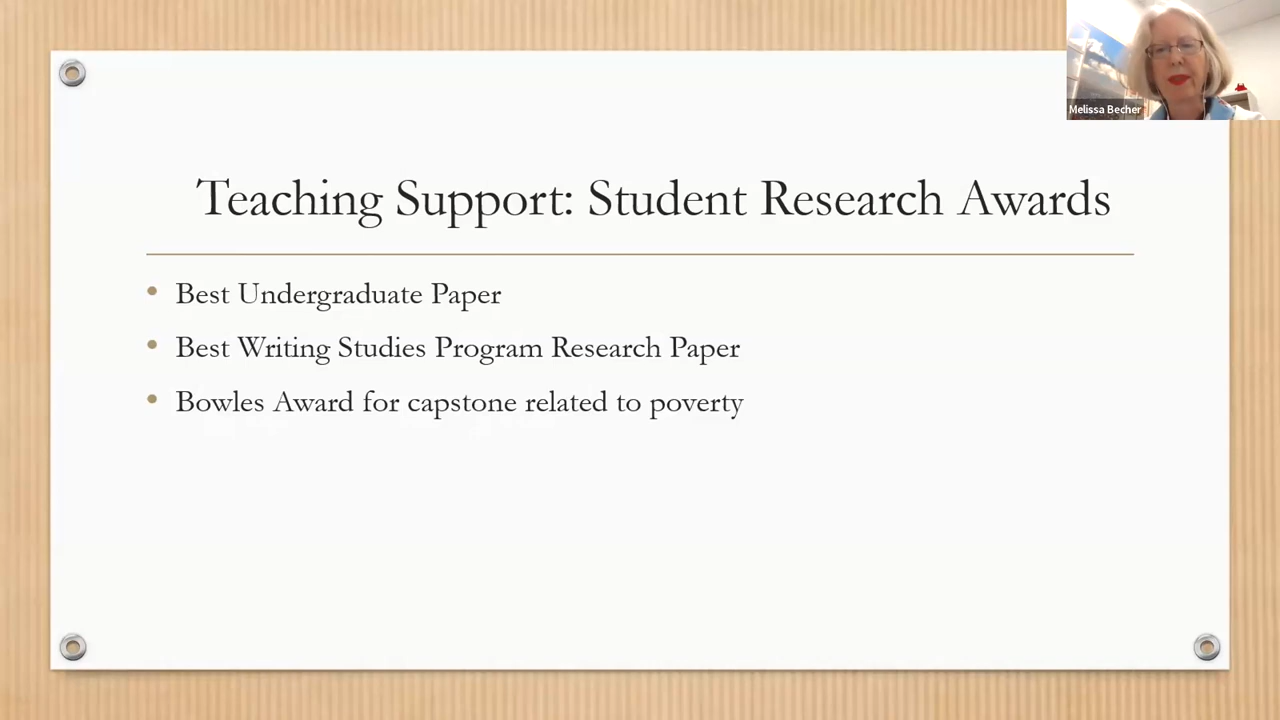 Melissa Becher
Teaching Support: Student Research Awards
• Best Undergraduate Paper
• Best Writing Studies Program Research Paper
• Bowles Award for capstone related to poverty